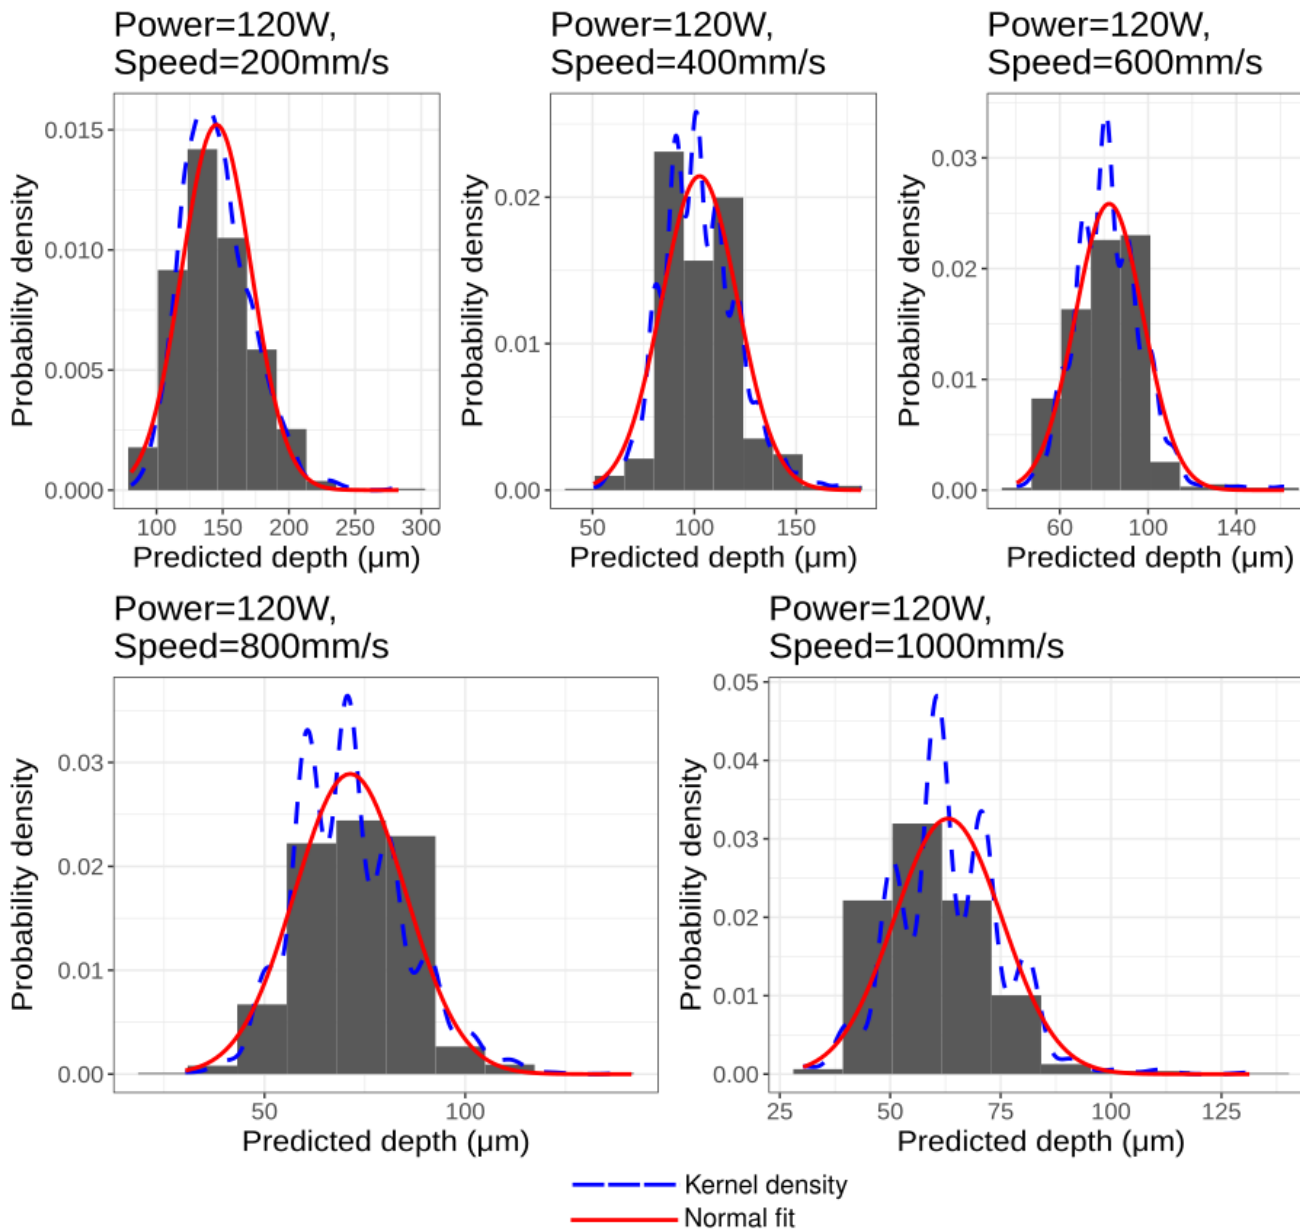 Power=120W,
Speed=200mm/s
Power=120W,
Speed=400mm/s
Power=120W,
Speed=600mm/s
Probability density
0.015
0.010
0.005
0.000
100 150 200 250 300
Predicted depth (μm)
Probability density
0.02
0.01
0.00
50 100 150
Predicted depth (μm)
Probability density
0.03
0.02
0.01
0.00
60 100 140
Predicted depth (μm)
Power=120W,
Speed=800mm/s
Power=120W,
Speed=1000mm/s
Probability density
0.03
0.02
0.01
0.00
50 100
Predicted depth (μm)
Probability density
0.05
0.04
0.03
0.02
0.01
0.00
25 50 75 100 125
Predicted depth (μm)
Kernel density
Normal fit